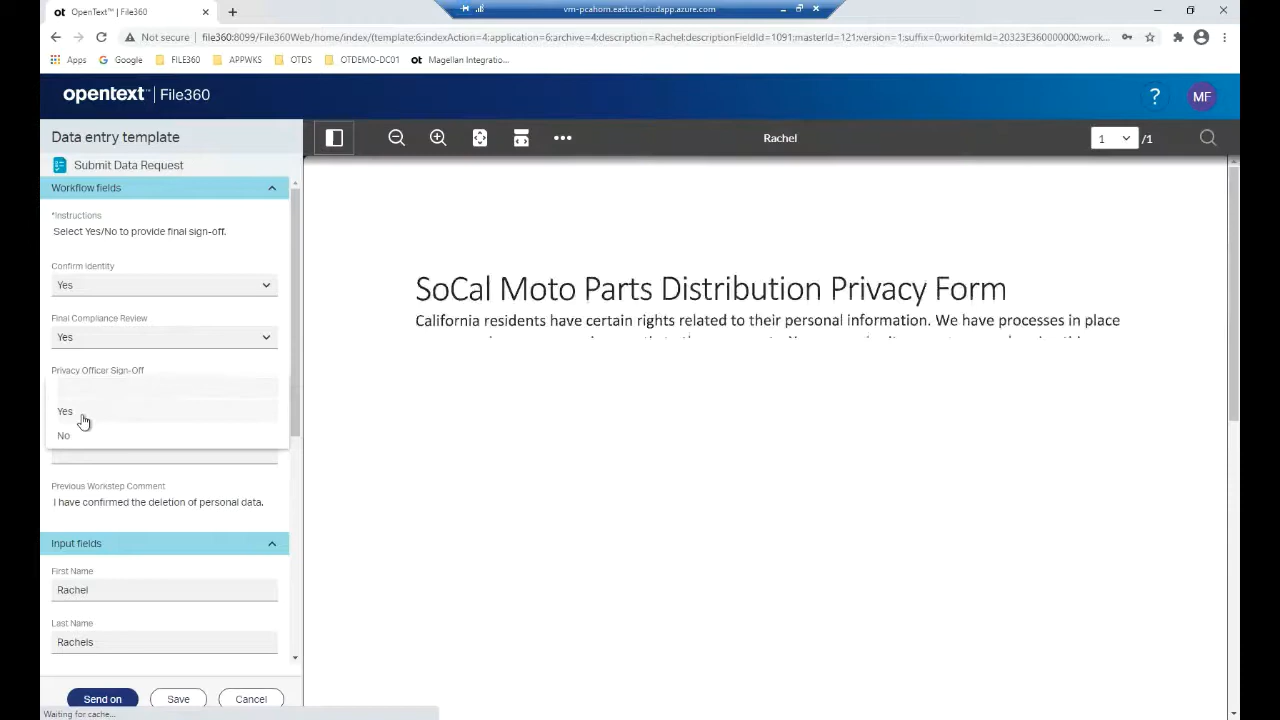 ot OpenText™ | File360
vm-pcahorn.eastus.cloudapp.azure.com
Not secure | file360:8099/File360Web/home/index/(template:6;indexAction=4;application=6;archive=4;description=Rachel;descriptionFieldId=1091;masterId=121;version=1;suffix=0;workitemId=20323E360000000;work...
Apps Google FILE360 APPWKS OTDS OTDEMO-DC01 ot Magellan Integratio...
opentext™ | File360
? MF
Data entry template
Rachel
1 /1
Submit Data Request
Workflow fields
*Instructions
Select Yes/No to provide final sign-off.
Confirm Identity
Yes
Final Compliance Review
Yes
Privacy Officer Sign-Off
Yes
No
Previous Workstep Comment
I have confirmed the deletion of personal data.
Input fields
First Name
Rachel
Last Name
Rachels
Send on Save Cancel
Waiting for cache...
SoCal Moto Parts Distribution Privacy Form
California residents have certain rights related to their personal information. We have processes in place